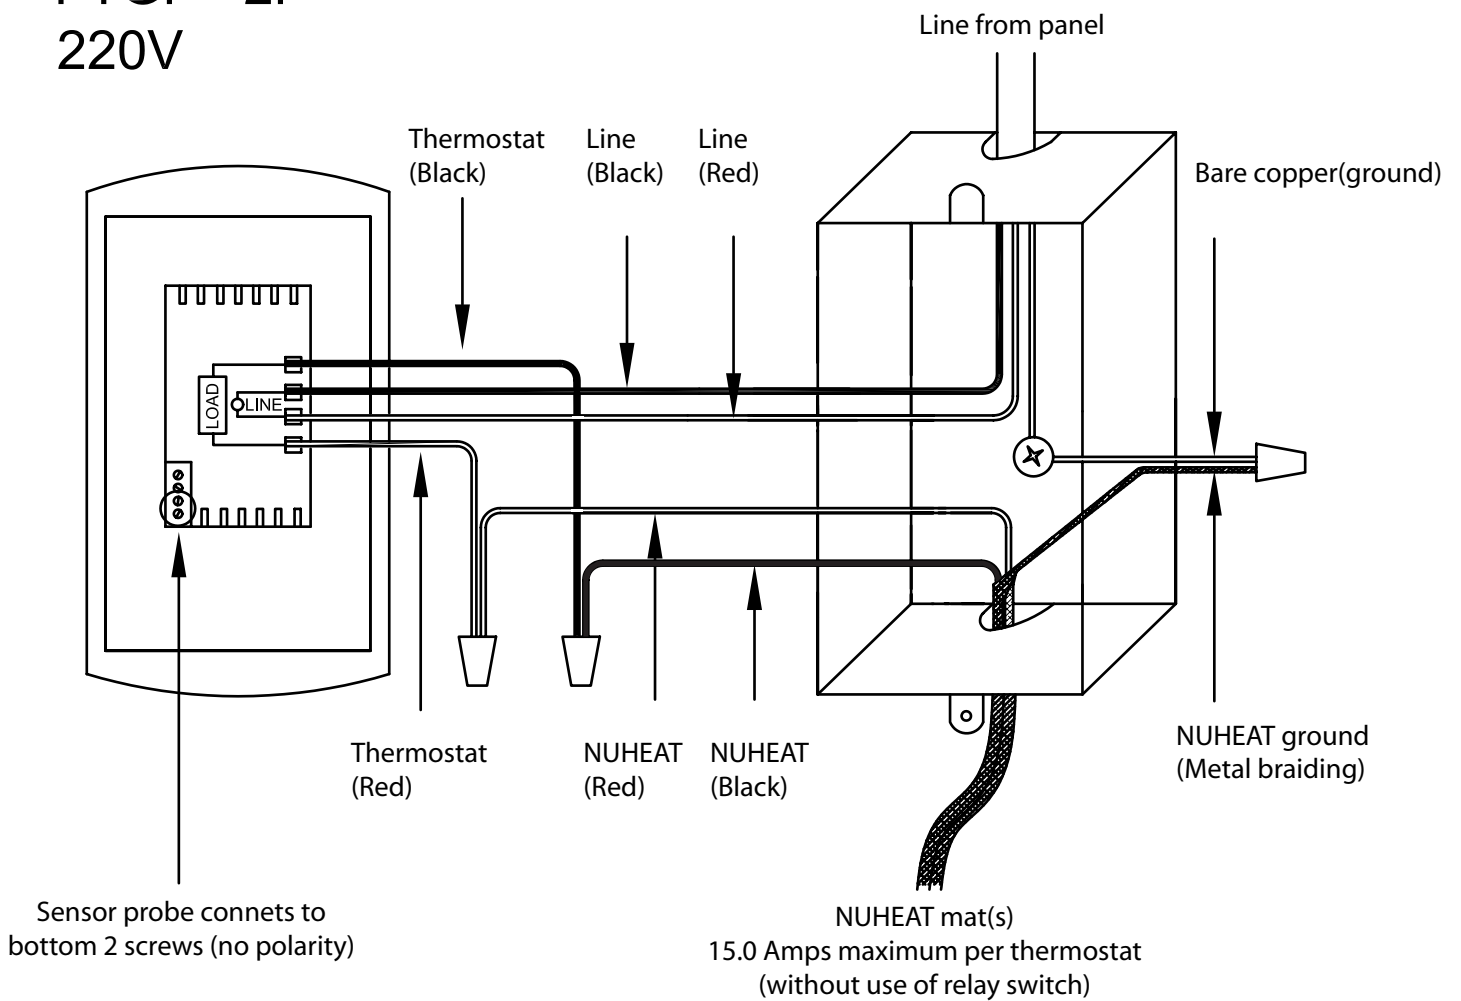 220V
Line from panel
Thermostat
(Black)
Line
(Black)
Line
(Red)
Bare copper(ground)
LOAD
LINE
Thermostat
(Red)
NUHEAT
(Red)
NUHEAT
(Black)
NUHEAT ground
(Metal braiding)
Sensor probe connets to
bottom 2 screws (no polarity)
NUHEAT mat(s)
15.0 Amps maximum per thermostat
(without use of relay switch)